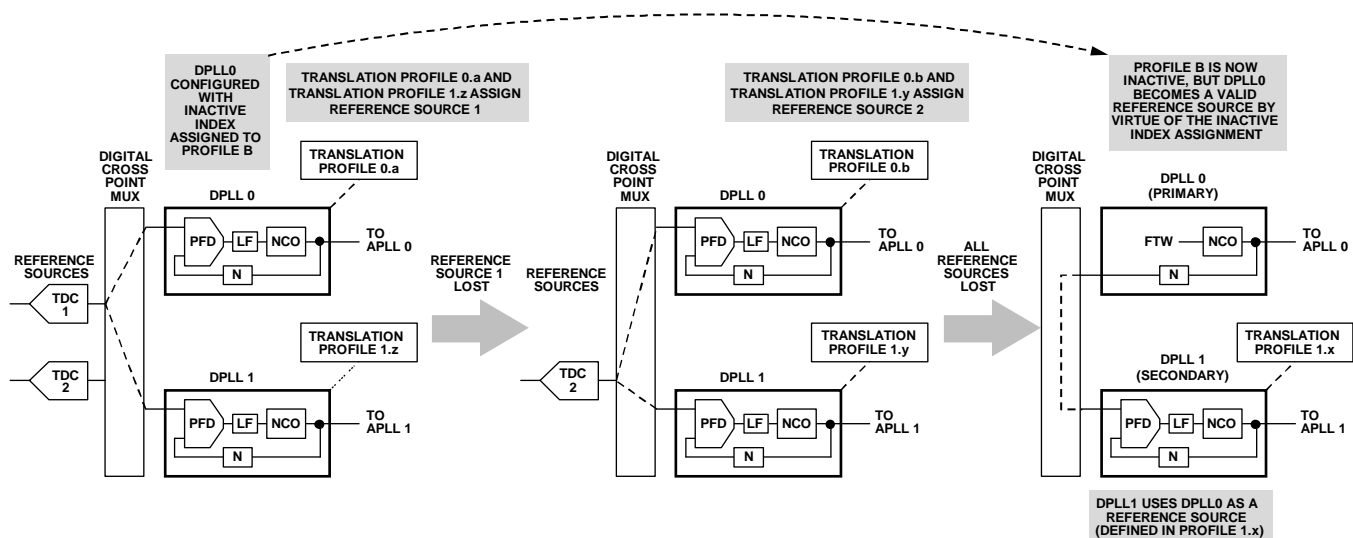 DPLL0
CONFIGURED
WITH
INACTIVE
INDEX
ASSIGNED TO
PROFILE B
TRANSLATION PROFILE 0.a AND
TRANSLATION PROFILE 1.z ASSIGN
REFERENCE SOURCE 1
TRANSLATION PROFILE 0.b AND
TRANSLATION PROFILE 1.y ASSIGN
REFERENCE SOURCE 2
PROFILE B IS NOW
INACTIVE, BUT DPLL0
BECOMES A VALID
REFERENCE SOURCE BY
VIRTUE OF THE INACTIVE
INDEX ASSIGNMENT
DIGITAL
CROSS
POINT
MUX
TRANSLATION
PROFILE 0.a
DPLL 0
PFD
LF
NCO
N
TO
APLL 0
REFERENCE
SOURCES
TDC
1
TDC
2
TRANSLATION
PROFILE 1.z
DPLL 1
PFD
LF
NCO
N
TO
APLL 1
REFERENCE
SOURCE 1
LOST
DIGITAL
CROSS
POINT
MUX
TRANSLATION
PROFILE 0.b
DPLL 0
PFD
LF
NCO
N
TO
APLL 0
REFERENCE
SOURCES
TDC
2
TRANSLATION
PROFILE 1.y
DPLL 1
PFD
LF
NCO
N
TO
APLL 1
ALL
REFERENCE
SOURCES
LOST
DIGITAL
CROSS
POINT
MUX
DPLL 0
(PRIMARY)
FTW
NCO
N
TO
APLL 0
TRANSLATION
PROFILE 1.x
DPLL 1
(SECONDARY)
PFD
LF
NCO
N
TO
APLL 1
DPLL1 USES DPLL0 AS A
REFERENCE SOURCE
(DEFINED IN PROFILE 1.x)